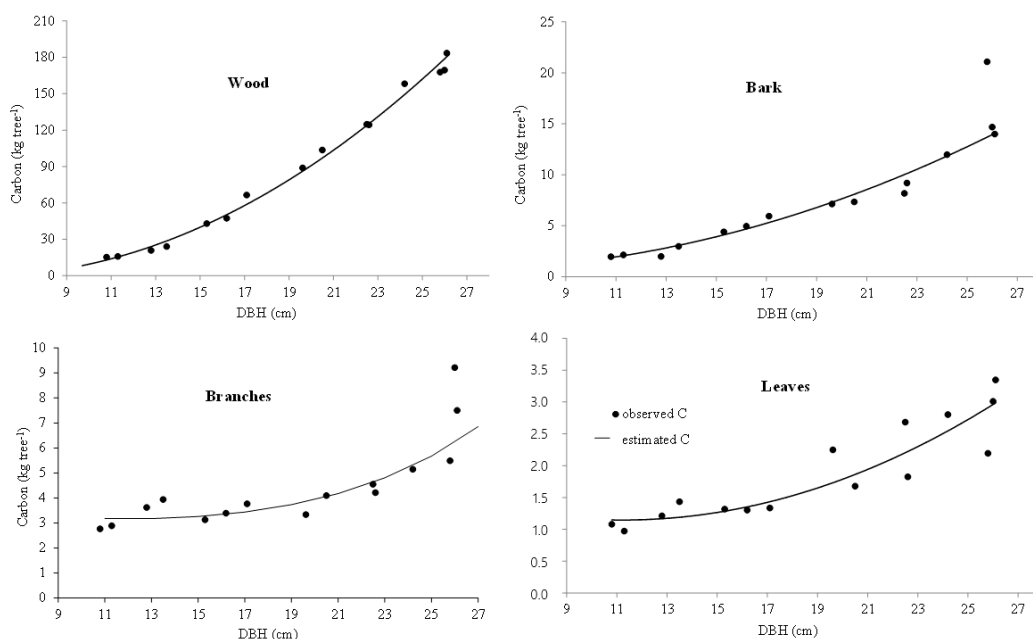 Wood
Carbon (kg tree-1)
210
180
150
120
90
60
30
0
9 11 13 15 17 19 21 23 25 27
DBH (cm)
Bark
Carbon (kg tree-1)
25
20
15
10
5
0
9 11 13 15 17 19 21 23 25 27
DBH (cm)
Branches
Carbon (kg tree-1)
10
9
8
7
6
5
4
3
2
1
0
9 11 13 15 17 19 21 23 25 27
DBH (cm)
Leaves
observed C
estimated C
4.0
3.5
3.0
2.5
2.0
1.5
1.0
0.5
0.0
9 11 13 15 17 19 21 23 25 27
DBH (cm)